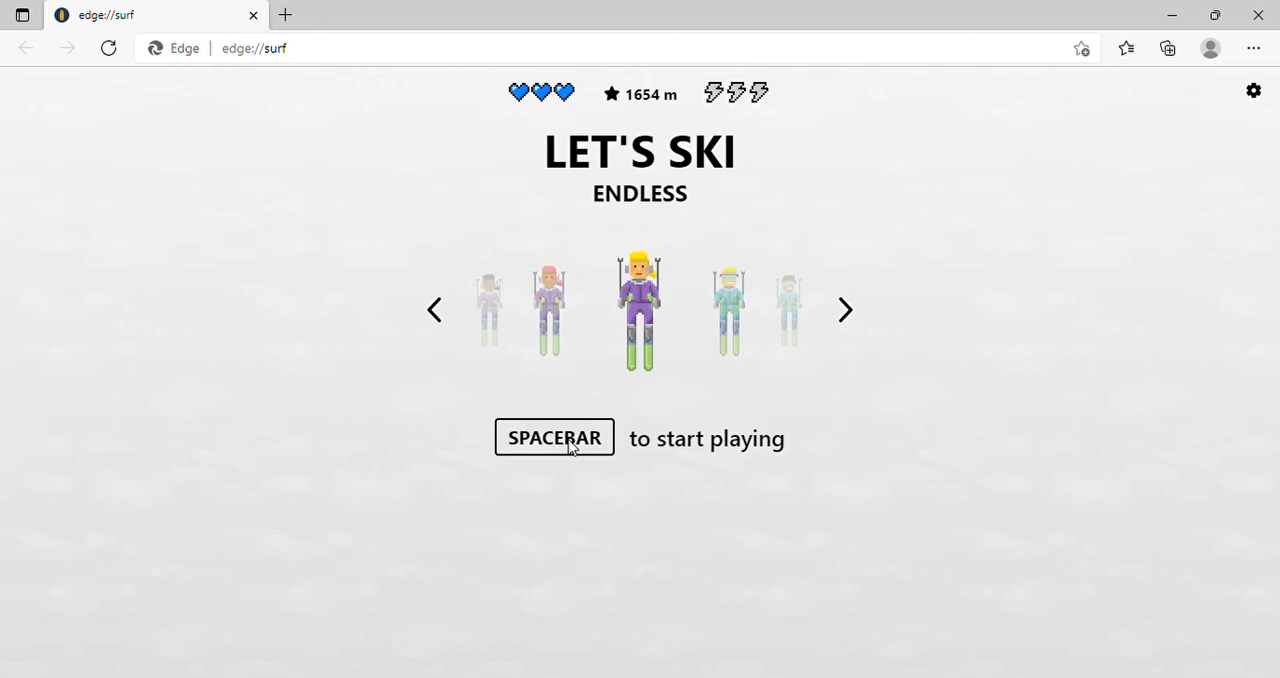 edge://surf
Edge | edge://surf
1654 m
LET'S SKI
ENDLESS
SPACEBAR to start playing